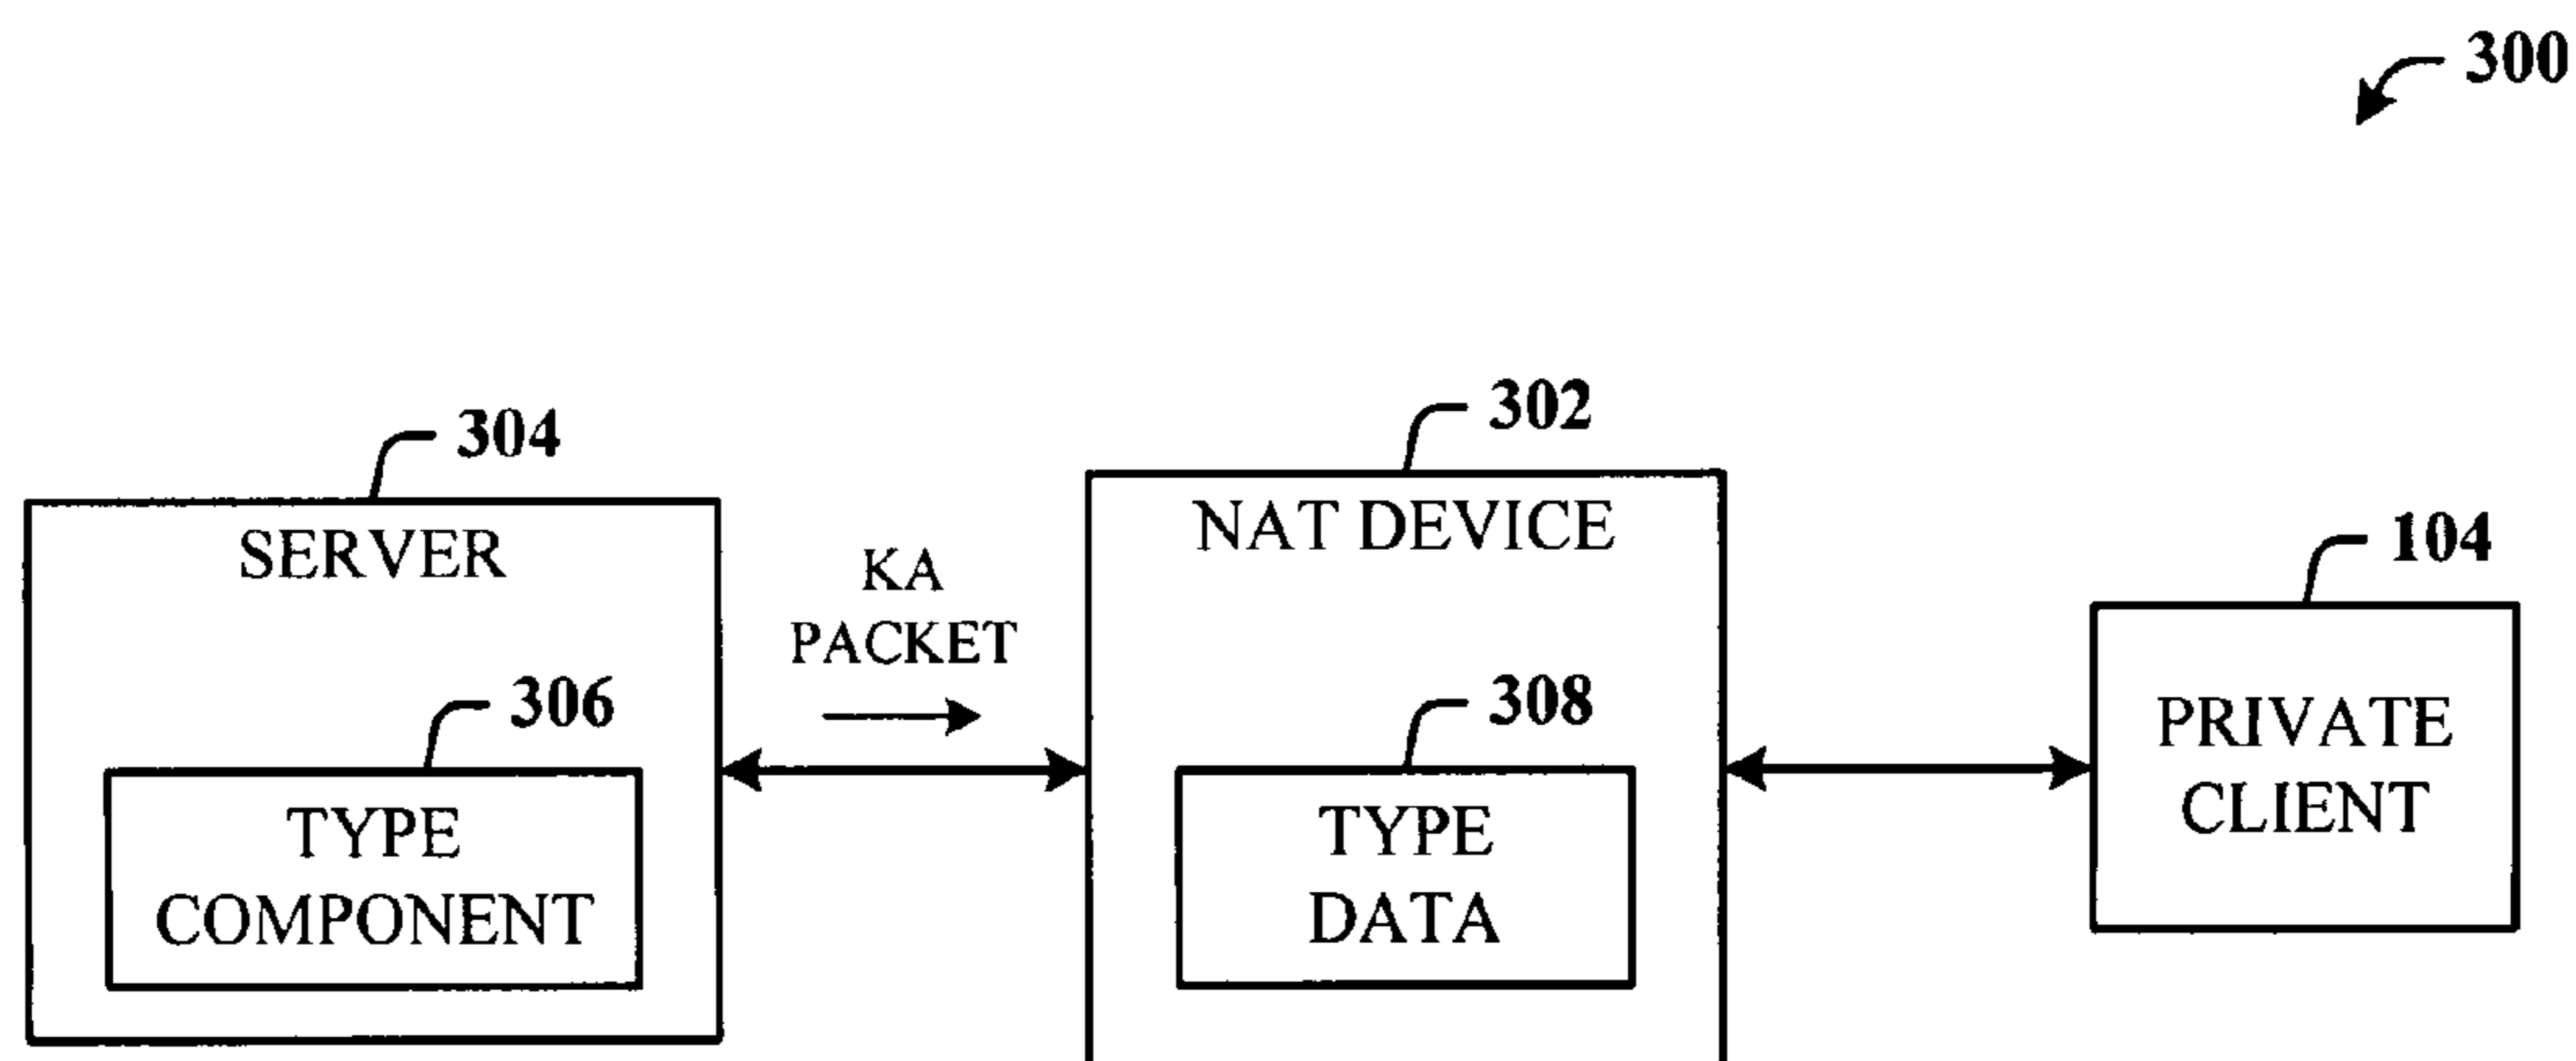 300
304
302
SERVER
NAT DEVICE
104
KA
PACKET
306
308
PRIVATE
CLIENT
TYPE
COMPONENT
TYPE
DATA